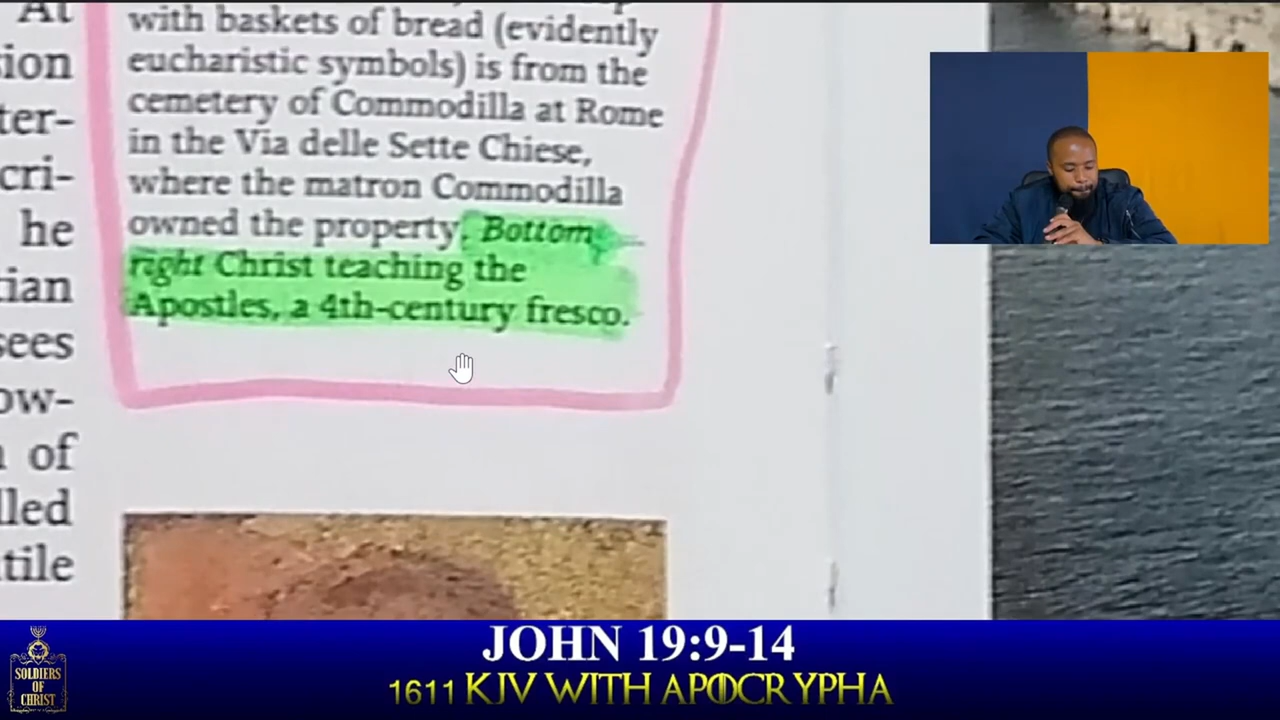 At
sion
ter-
cri-
he
tian
sees
ow-
of
lled
tile
with baskets of bread (evidently
eucharistic symbols) is from the
cemetery of Commodilla at Rome
in the Via delle Sette Chiese,
where the matron Commodilla
owned the property. Bottom
right Christ teaching the
Apostles, a 4th-century fresco.
JOHN 19:9-14
1611 KJV WITH APOCRYPHA
SOLDIERS
OF
CHRIST